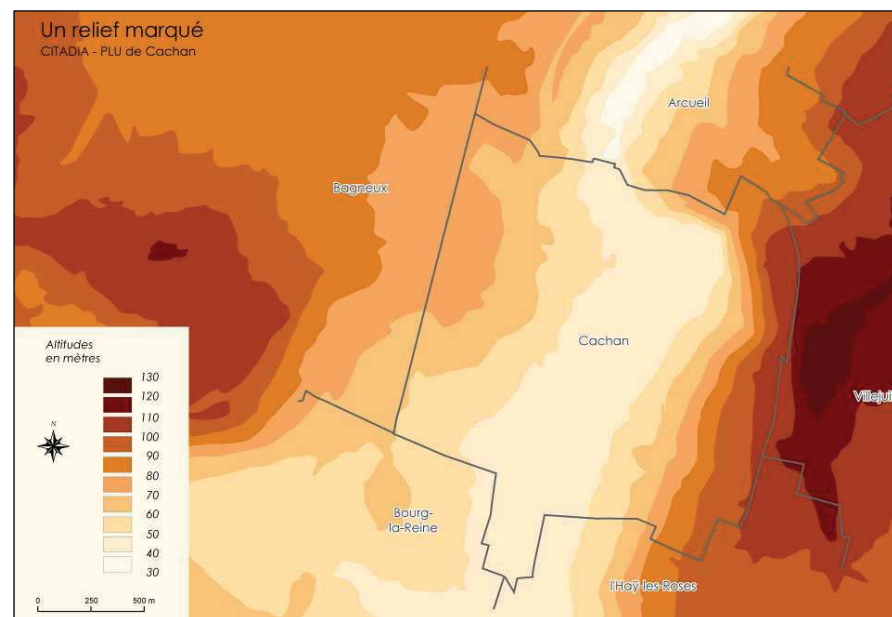 Un relief marqué
CITADIA - PLU de Cachan
Arcueil
Bagneux
Cachan
Villejui
Bourg-
la-Reine
l'Haÿ-les-Roses
Altitudes
en mètres
130
120
110
100
90
80
70
60
50
40
30
N
0 250 500 m